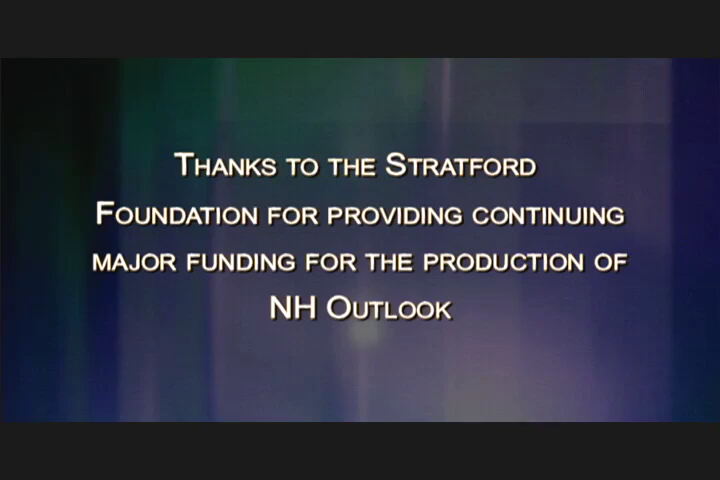 Thanks to the Stratford
Foundation for providing continuing
major funding for the production of
NH Outlook